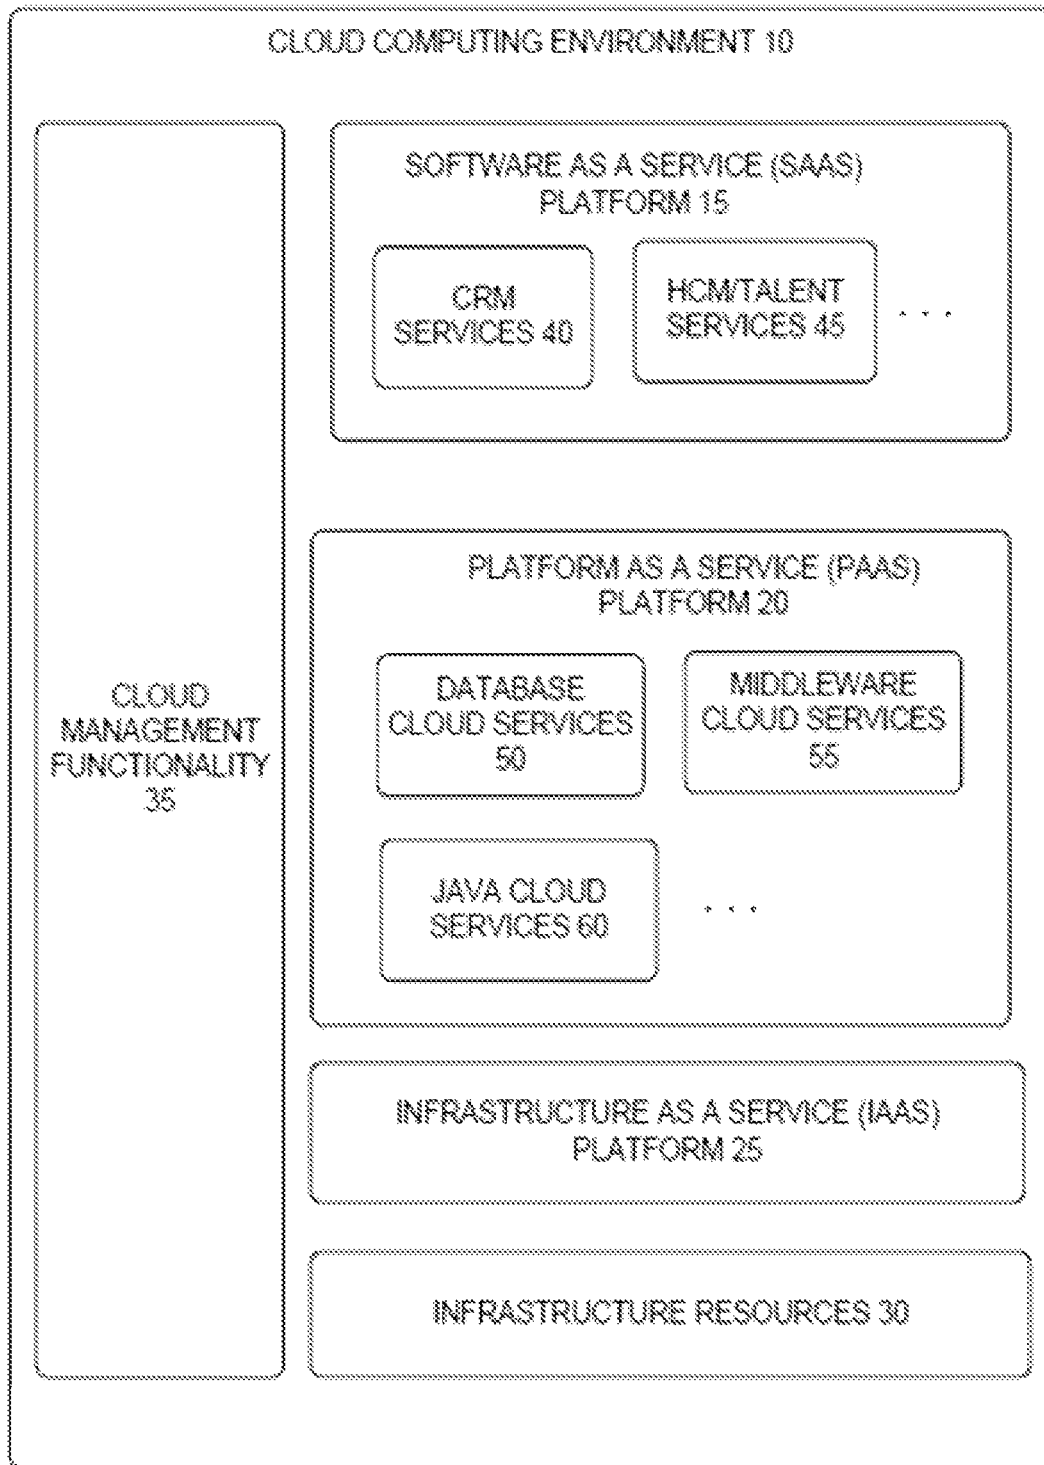 CLOUD COMPUTING ENVIRONMENT 10
CLOUD
MANAGEMENT
FUNCTIONALITY
35
SOFTWARE AS A SERVICE (SAAS)
PLATFORM 15
CRM
SERVICES 40
HCM/TALENT
SERVICES 45
. . .
PLATFORM AS A SERVICE (PAAS)
PLATFORM 20
DATABASE
CLOUD SERVICES
50
MIDDLEWARE
CLOUD SERVICES
55
JAVA CLOUD
SERVICES 60
. . .
INFRASTRUCTURE AS A SERVICE (IAAS)
PLATFORM 25
INFRASTRUCTURE RESOURCES 30